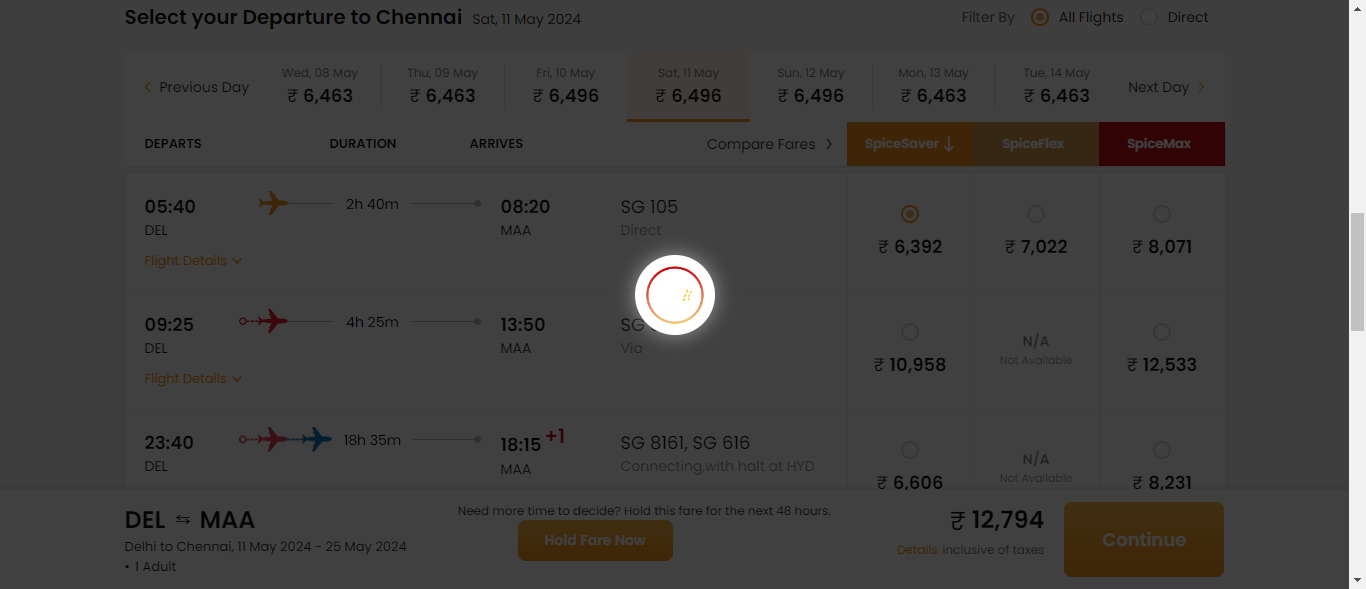 Select your Departure to Chennai Sat, 11 May 2024 Filter By All Flights Direct
Previous Day
Wed, 08 May Thu, 09 May Fri, 10 May Sat, 11 May Sun, 12 May Mon, 13 May Tue, 14 May
₹ 6,463 ₹ 6,463 ₹ 6,496 ₹ 6,496 ₹ 6,496 ₹ 6,463 ₹ 6,463
Next Day
DEPARTS DURATION ARRIVES Compare Fares SpiceSaver SpiceFlex SpiceMax
05:40 2h 40m 08:20 SG 105
DEL MAA Direct
₹ 6,392 ₹ 7,022 ₹ 8,071
Flight Details
09:25 4h 25m 13:50 SG
DEL MAA Via
N/A
Not Available
₹ 10,958 ₹ 12,533
Flight Details
23:40 18h 35m 18:15 +1 SG 8161, SG 616
DEL MAA Connecting,with halt at HYD
N/A
Not Available
₹ 6,606 ₹ 8,231
DEL MAA
Delhi to Chennai, 11 May 2024 - 25 May 2024
• 1 Adult
Need more time to decide? Hold this fare for the next 48 hours.
Hold Fare Now
₹ 12,794
Details inclusive of taxes
Continue